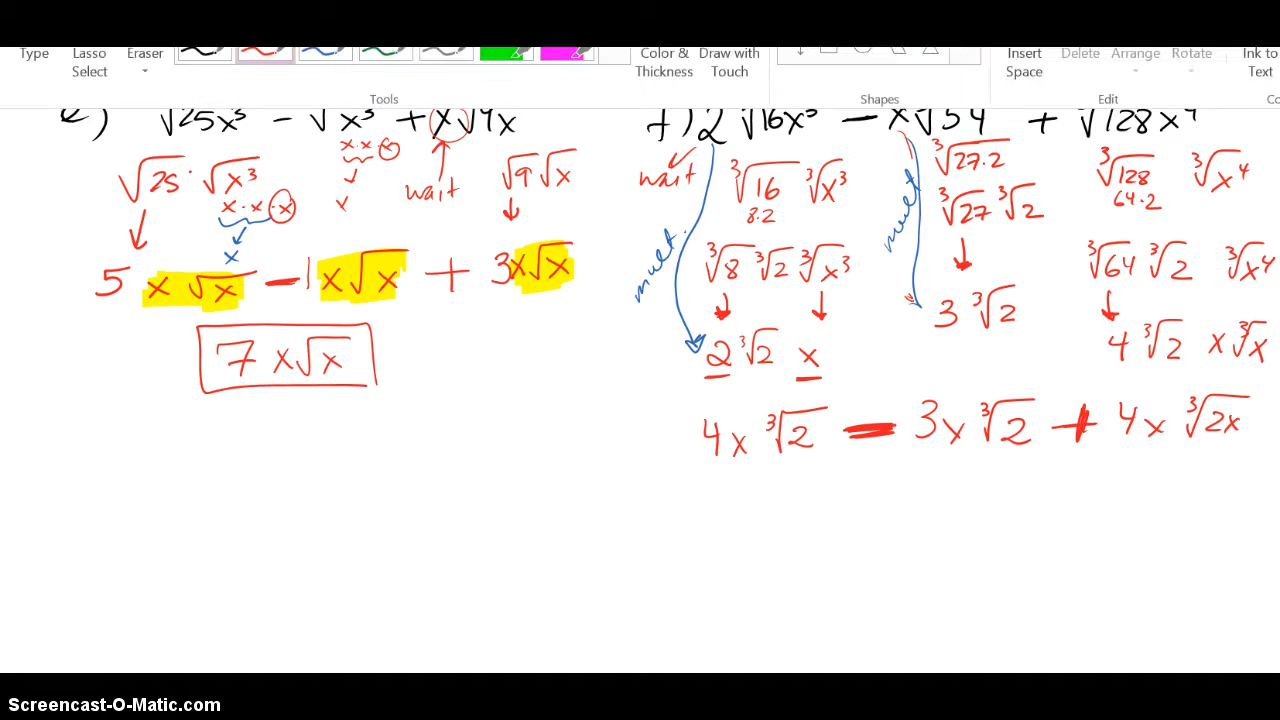 Type Lasso Select Eraser Color & Thickness Draw with Touch Insert Space Delete Arrange Rotate Ink to Text
Tools Shapes Edit
√25x³ - √x³ + x√9x
√25 · √x³
x·x·x
x·x·x
x
x
wait
√9 √x
5 x√x - 1x√x + 3x√x
7x√x
f) 2 ∛16x³ - x∛54 + ∛128x⁴
wait
mult.
∛16 ∛x³
8·2
∛8 ∛2 ∛x³
2 ∛2 x
mult
∛27·2
∛27 ∛2
3 ∛2
∛128 ∛x⁴
64·2
∛64 ∛2 ∛x⁴
4 ∛2 x∛x
4x ∛2 - 3x ∛2 + 4x ∛2x
Screencast-O-Matic.com